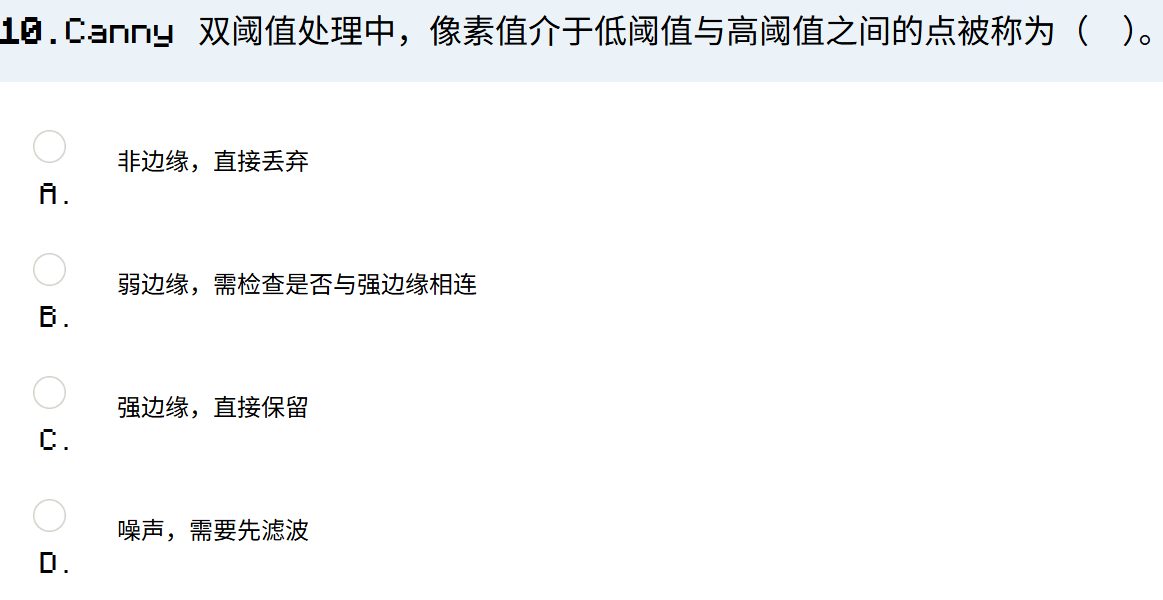 10.Canny 双阈值处理中，像素值介于低阈值与高阈值之间的点被称为（ ）。
非边缘，直接丢弃
A.
弱边缘，需检查是否与强边缘相连
B.
强边缘，直接保留
C.
噪声，需要先滤波
D.